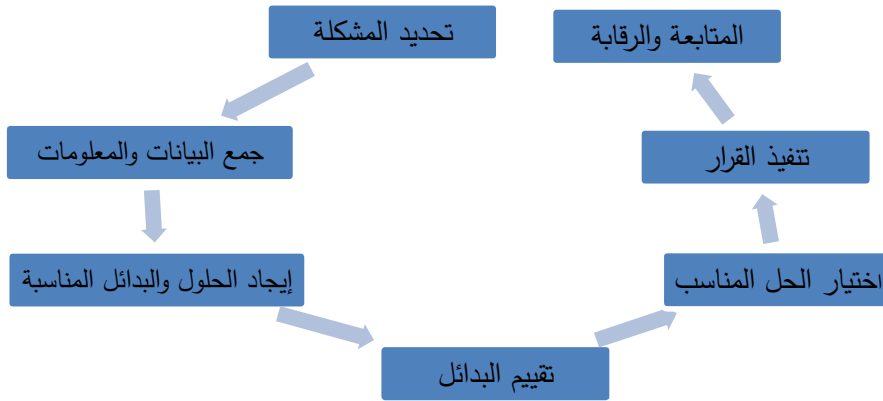 تحديد المشكلة
جمع البيانات والمعلومات
إيجاد الحلول والبدائل المناسبة
تقييم البدائل
اختيار الحل المناسب
تنفيذ القرار
المتابعة والرقابة